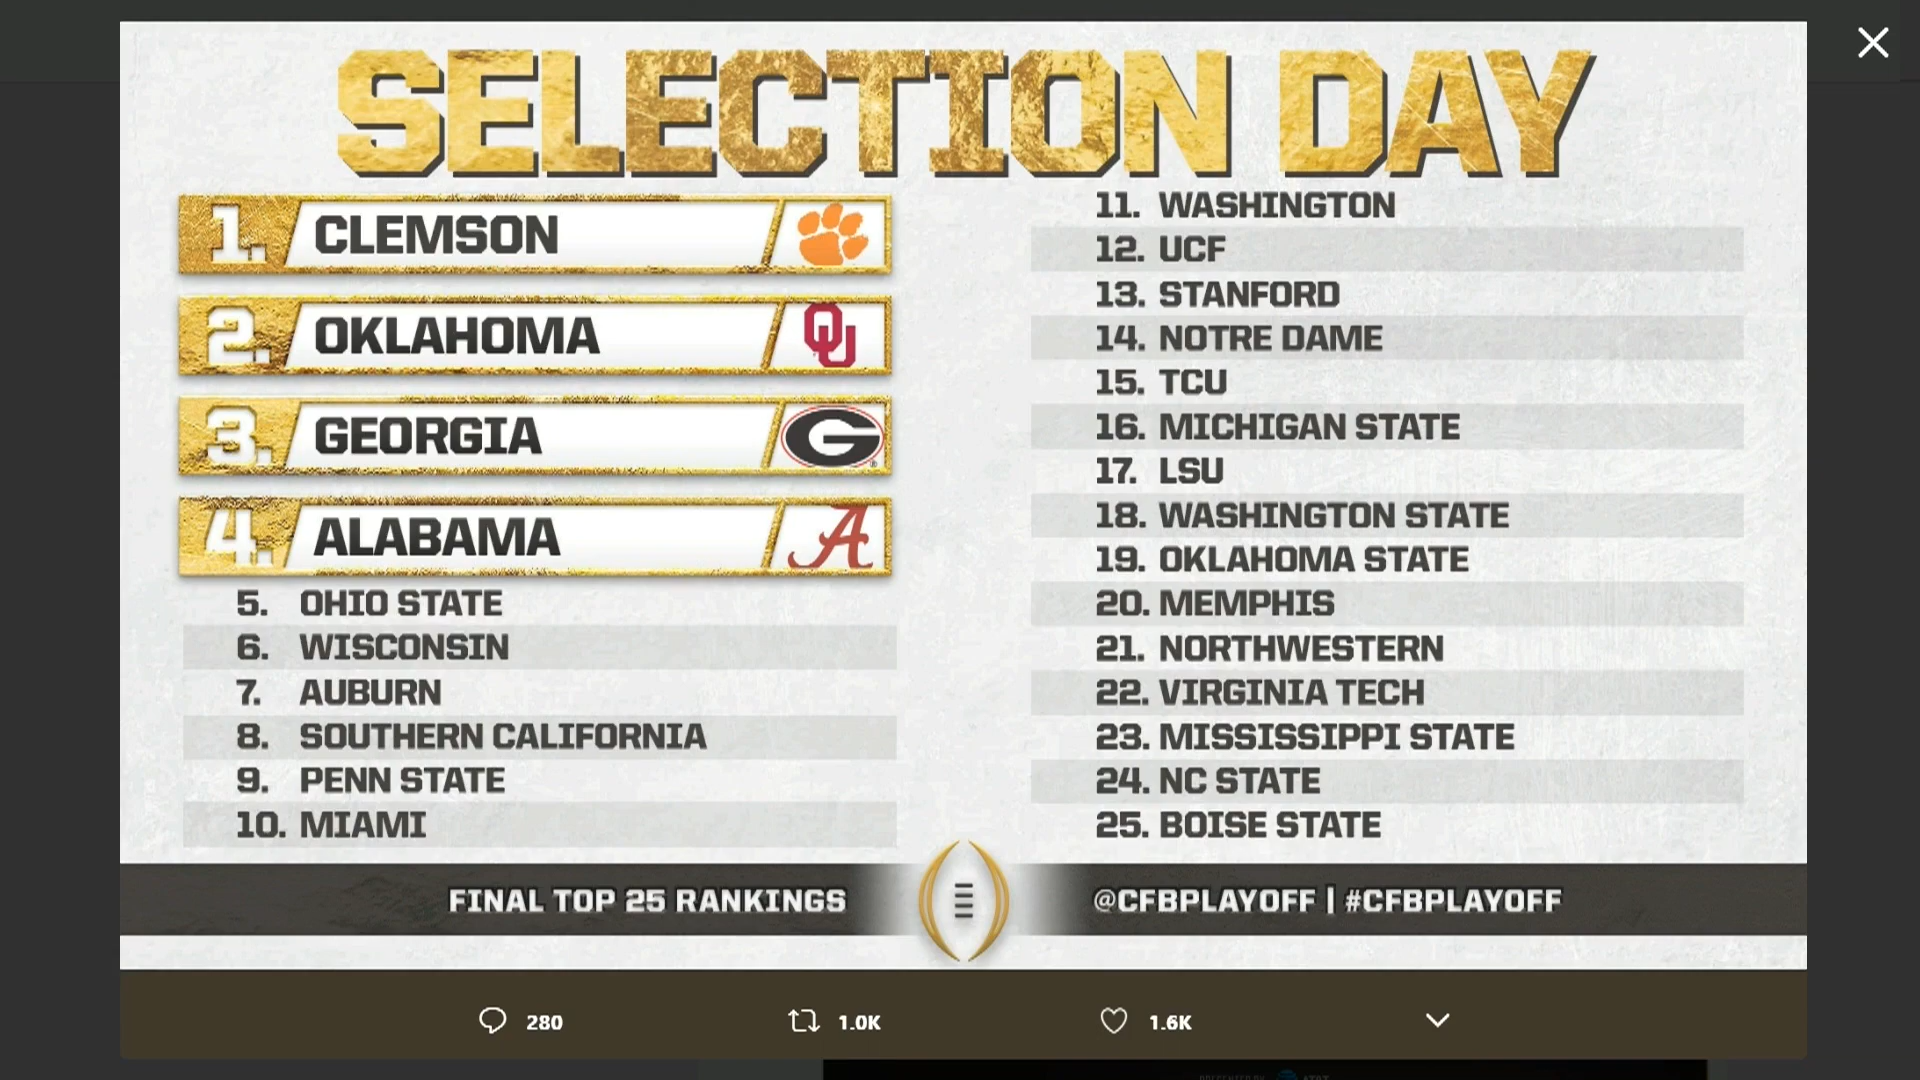 SELECTION DAY
1. CLEMSON
2. OKLAHOMA
OU
3. GEORGIA
G
4. ALABAMA
A
5. OHIO STATE
6. WISCONSIN
7. AUBURN
8. SOUTHERN CALIFORNIA
9. PENN STATE
10. MIAMI
11. WASHINGTON
12. UCF
13. STANFORD
14. NOTRE DAME
15. TCU
16. MICHIGAN STATE
17. LSU
18. WASHINGTON STATE
19. OKLAHOMA STATE
20. MEMPHIS
21. NORTHWESTERN
22. VIRGINIA TECH
23. MISSISSIPPI STATE
24. NC STATE
25. BOISE STATE
FINAL TOP 25 RANKINGS
@CFBPLAYOFF | #CFBPLAYOFF
280
1.0K
1.6K